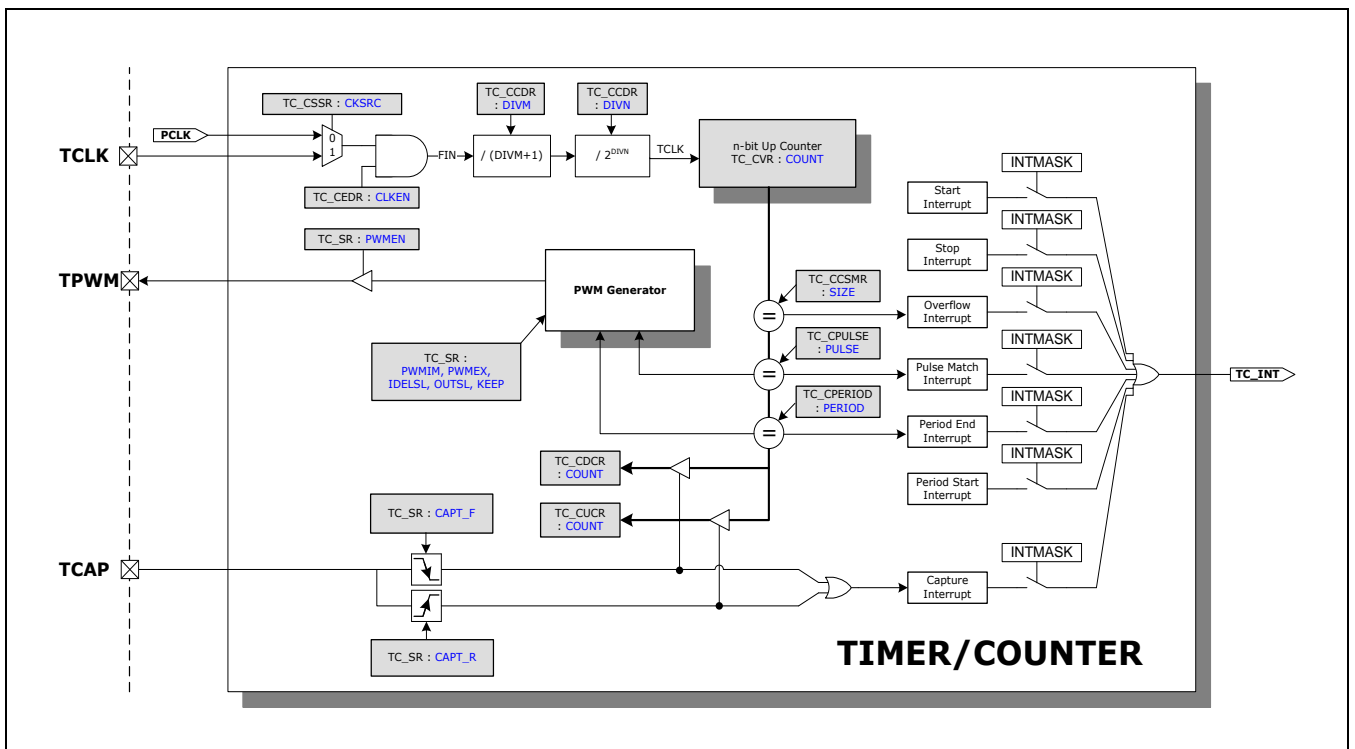 TC_CSSR : CKSRC
TC_CCDR
: DIVM
TC_CCDR
: DIVN
PCLK
TCLK
0
1
FIN
/ (DIVM+1)
/ 2^DIVN
TCLK
n-bit Up Counter
TC_CVR : COUNT
TC_CEDR : CLKEN
TC_SR : PWMEN
TPWM
PWM Generator
TC_SR :
PWMIM, PWMEX,
IDELSL, OUTSL, KEEP
TC_CCSMR
: SIZE
=
TC_CPULSE
: PULSE
=
TC_CPERIOD
: PERIOD
=
TC_CDCR
: COUNT
TC_CUCR
: COUNT
TC_SR : CAPT_F
TCAP
TC_SR : CAPT_R
INTMASK
Start
Interrupt
INTMASK
Stop
Interrupt
INTMASK
Overflow
Interrupt
INTMASK
Pulse Match
Interrupt
INTMASK
Period End
Interrupt
INTMASK
Period Start
Interrupt
INTMASK
Capture
Interrupt
TC_INT
TIMER/COUNTER